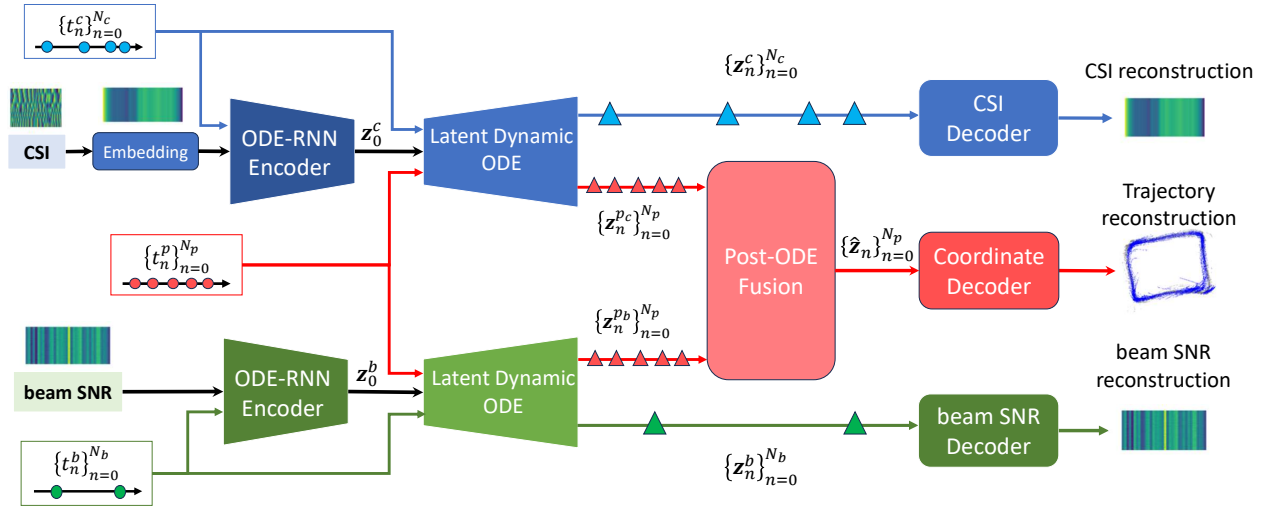 {t_n^c}_{n=0}^{N_c}
CSI
Embedding
ODE-RNN
Encoder
z_0^c
Latent Dynamic
ODE
{z_n^c}_{n=0}^{N_c}
CSI
Decoder
CSI reconstruction
{t_n^p}_{n=0}^{N_p}
{z_n^{p_c}}_{n=0}^{N_p}
{z_n^{p_b}}_{n=0}^{N_p}
Post-ODE
Fusion
{ẑ_n}_{n=0}^{N_p}
Coordinate
Decoder
Trajectory
reconstruction
beam SNR
ODE-RNN
Encoder
z_0^b
Latent Dynamic
ODE
{t_n^b}_{n=0}^{N_b}
{z_n^b}_{n=0}^{N_b}
beam SNR
Decoder
beam SNR
reconstruction